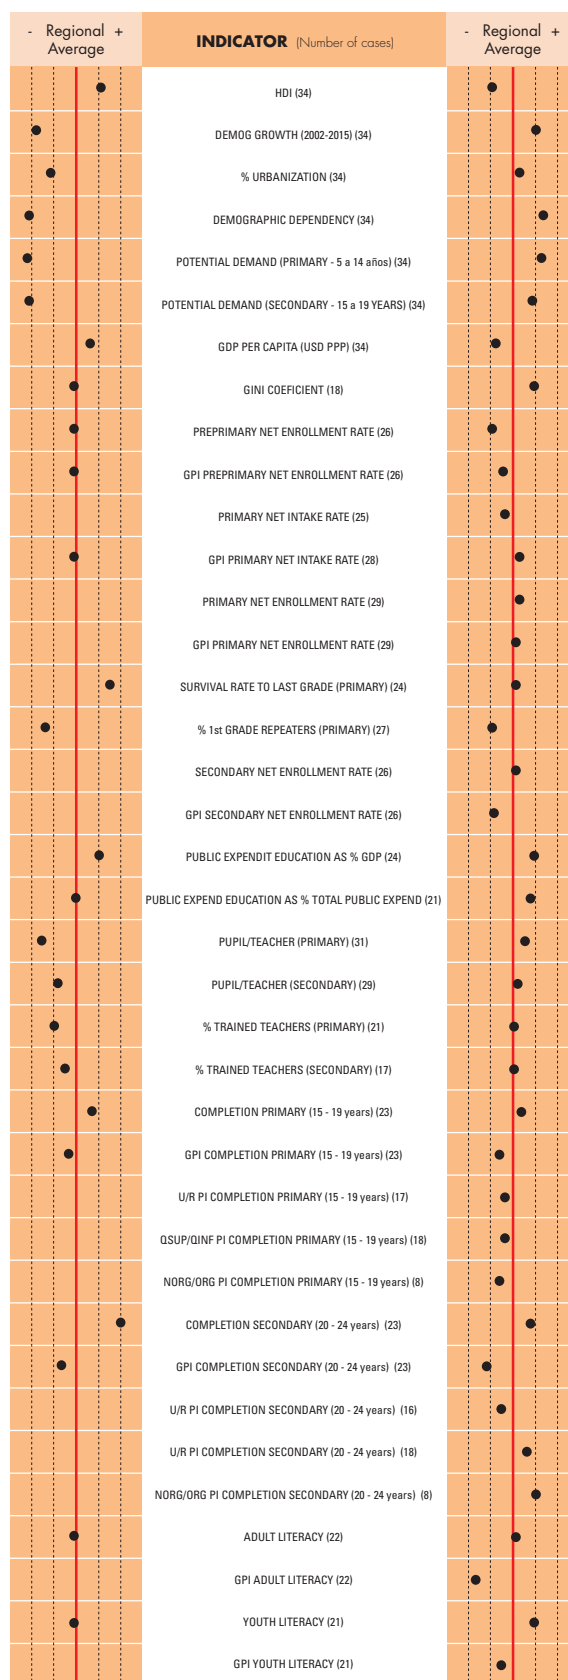 - Regional +
Average
INDICATOR (Number of cases)
- Regional +
Average
HDI (34)
DEMOG GROWTH (2002-2015) (34)
% URBANIZATION (34)
DEMOGRAPHIC DEPENDENCY (34)
POTENTIAL DEMAND (PRIMARY - 5 a 14 años) (34)
POTENTIAL DEMAND (SECONDARY - 15 a 19 YEARS) (34)
GDP PER CAPITA (USD PPP) (34)
GINI COEFICIENT (18)
PREPRIMARY NET ENROLLMENT RATE (26)
GPI PREPRIMARY NET ENROLLMENT RATE (26)
PRIMARY NET INTAKE RATE (25)
GPI PRIMARY NET INTAKE RATE (28)
PRIMARY NET ENROLLMENT RATE (29)
GPI PRIMARY NET ENROLLMENT RATE (29)
SURVIVAL RATE TO LAST GRADE (PRIMARY) (24)
% 1st GRADE REPEATERS (PRIMARY) (27)
SECONDARY NET ENROLLMENT RATE (26)
GPI SECONDARY NET ENROLLMENT RATE (26)
PUBLIC EXPENDIT EDUCATION AS % GDP (24)
PUBLIC EXPEND EDUCATION AS % TOTAL PUBLIC EXPEND (21)
PUPIL/TEACHER (PRIMARY) (31)
PUPIL/TEACHER (SECONDARY) (29)
% TRAINED TEACHERS (PRIMARY) (21)
% TRAINED TEACHERS (SECONDARY) (17)
COMPLETION PRIMARY (15 - 19 years) (23)
GPI COMPLETION PRIMARY (15 - 19 years) (23)
U/R PI COMPLETION PRIMARY (15 - 19 years) (17)
QSUP/QINF PI COMPLETION PRIMARY (15 - 19 years) (18)
NORG/ORG PI COMPLETION PRIMARY (15 - 19 years) (8)
COMPLETION SECONDARY (20 - 24 years) (23)
GPI COMPLETION SECONDARY (20 - 24 years) (23)
U/R PI COMPLETION SECONDARY (20 - 24 years) (16)
U/R PI COMPLETION SECONDARY (20 - 24 years) (18)
NORG/ORG PI COMPLETION SECONDARY (20 - 24 years) (8)
ADULT LITERACY (22)
GPI ADULT LITERACY (22)
YOUTH LITERACY (21)
GPI YOUTH LITERACY (21)